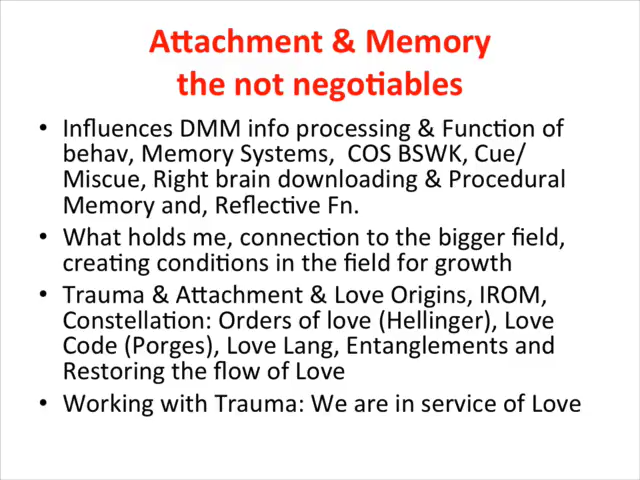 Attachment & Memory
the not negotiables
• Influences DMM info processing & Function of
behav, Memory Systems,  COS BSWK, Cue/
Miscue, Right brain downloading & Procedural
Memory and, Reflective Fn.
• What holds me, connection to the bigger field,
creating conditions in the field for growth
• Trauma & Attachment & Love Origins, IROM,
Constellation: Orders of love (Hellinger), Love
Code (Porges), Love Lang, Entanglements and
Restoring the flow of Love
• Working with Trauma: We are in service of Love